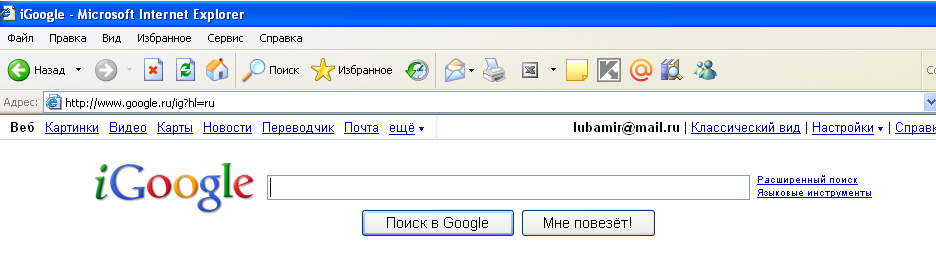 iGoogle - Microsoft Internet Explorer
Файл Правка Вид Избранное Сервис Справка
Назад Поиск Избранное
Адрес: http://www.google.ru/ig?hl=ru
Веб Картинки Видео Карты Новости Переводчик Почта ещё lubamir@mail.ru | Классический вид | Настройки | Справк
iGoogle
Расширенный поиск
Языковые инструменты
Поиск в Google Мне повезёт!